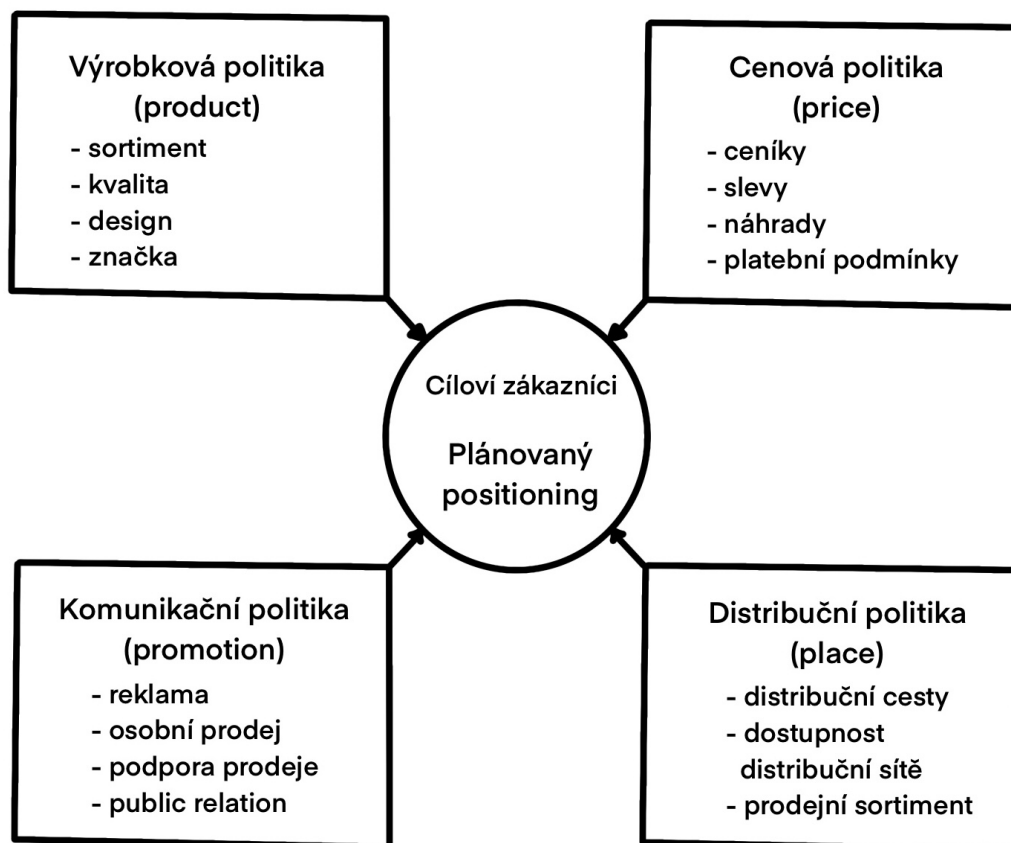 Výrobková politika
(product)
- sortiment
- kvalita
- design
- značka
Cenová politika
(price)
- ceníky
- slevy
- náhrady
- platební podmínky
Cíloví zákazníci
Plánovaný
positioning
Komunikační politika
(promotion)
- reklama
- osobní prodej
- podpora prodeje
- public relation
Distribuční politika
(place)
- distribuční cesty
- dostupnost
distribuční sítě
- prodejní sortiment